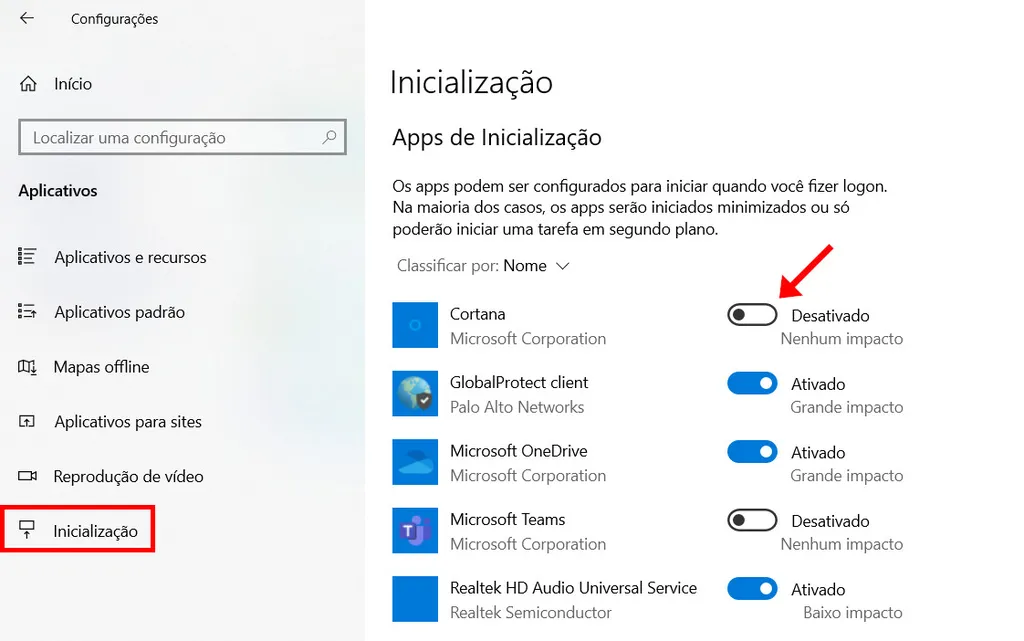 Configurações
Início
Localizar uma configuração
Aplicativos
Aplicativos e recursos
Aplicativos padrão
Mapas offline
Aplicativos para sites
Reprodução de vídeo
Inicialização
Inicialização
Apps de Inicialização
Os apps podem ser configurados para iniciar quando você fizer logon.
Na maioria dos casos, os apps serão iniciados minimizados ou só
poderão iniciar uma tarefa em segundo plano.
Classificar por: Nome
Cortana
Microsoft Corporation
Desativado
Nenhum impacto
GlobalProtect client
Palo Alto Networks
Ativado
Grande impacto
Microsoft OneDrive
Microsoft Corporation
Ativado
Grande impacto
Microsoft Teams
Microsoft Corporation
Desativado
Nenhum impacto
Realtek HD Audio Universal Service
Realtek Semiconductor
Ativado
Baixo impacto